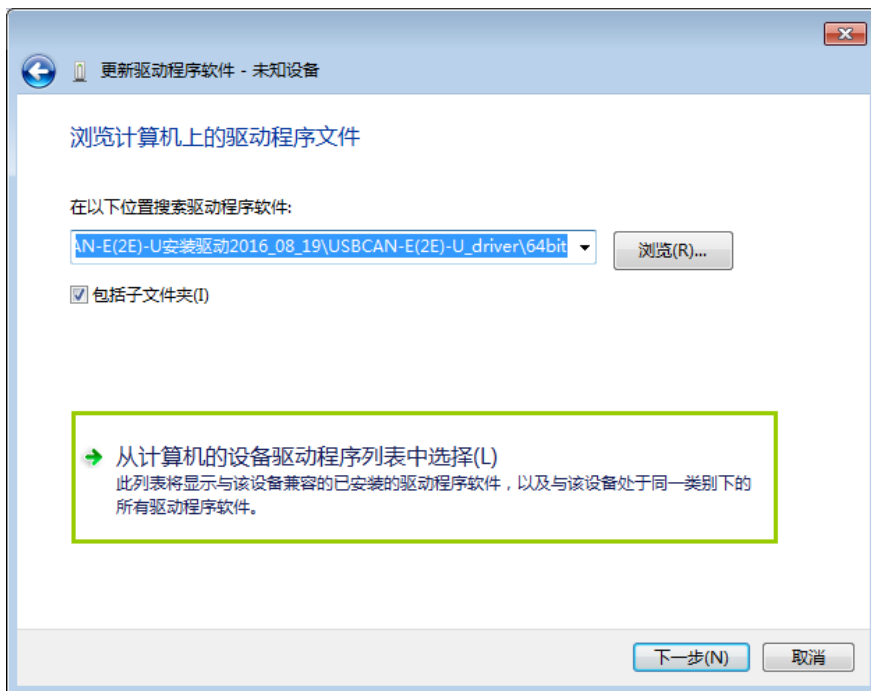 更新驱动程序软件 - 未知设备
浏览计算机上的驱动程序文件
在以下位置搜索驱动程序软件:
AN-E(2E)-U安装驱动2016_08_19\USBCAN-E(2E)-U_driver\64bit
浏览(R)...
包括子文件夹(I)
从计算机的设备驱动程序列表中选择(L)
此列表将显示与该设备兼容的已安装的驱动程序软件，以及与该设备处于同一类别下的
所有驱动程序软件。
下一步(N)
取消